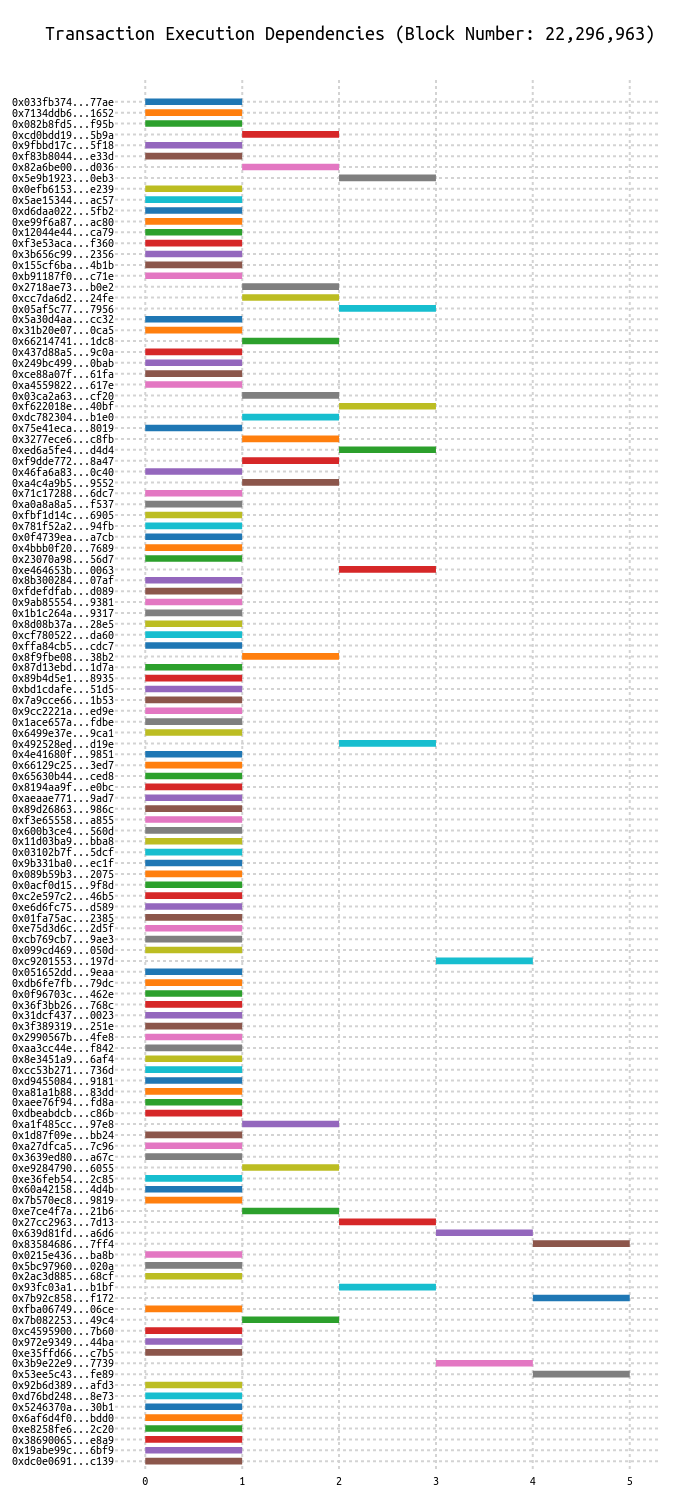 Transaction Execution Dependencies (Block Number: 22,296,963)
0x033fb374...77ae
0x7134ddb6...1652
0x082b8fd5...f95b
0xcd0bdd19...5b9a
0x9fbbd17c...5f18
0xf83b8044...e33d
0x82a6be00...d036
0x5e9b1923...0eb3
0x0efb6153...e239
0x5ae15344...ac57
0xd6daa022...5fb2
0xe99f6a87...ac80
0x12044e44...ca79
0xf3e53aca...f360
0x3b656c99...2356
0x155cf6ba...4b1b
0xb91187f0...c71e
0x2718ae73...b0e2
0xcc7da6d2...24fe
0x05af5c77...7956
0x5a30d4aa...cc32
0x31b20e07...0ca5
0x66214741...1dc8
0x437d88a5...9c0a
0x249bc499...0bab
0xce88a07f...61fa
0xa4559822...617e
0x03ca2a63...cf20
0xf622018e...40bf
0xdc782304...b1e0
0x75e41eca...8019
0x3277ece6...c8fb
0xed6a5fe4...d4d4
0xf9dde772...8a47
0x46fa6a83...0c40
0xa4c4a9b5...9552
0x71c17288...6dc7
0xa0a8a8a5...f537
0xfbf1d14c...6905
0x781f52a2...94fb
0x0f4739ea...a7cb
0x4bbb0f20...7689
0x23070a98...56d7
0xe464653b...0063
0x8b300284...07af
0xfdefdfab...d089
0x9ab85554...9381
0x1b1c264a...9317
0x8d08b37a...28e5
0xcf780522...da60
0xffa84cb5...cdc7
0x8f9fbe08...38b2
0x87d13ebd...1d7a
0x89b4d5e1...8935
0xbd1cdafe...51d5
0x7a9cce66...1b53
0x9cc2221a...ed9e
0x1ace657a...fdbe
0x6499e37e...9ca1
0x492528ed...d19e
0x4e41680f...9851
0x66129c25...3ed7
0x65630b44...ced8
0x8194aa9f...e0bc
0xaeaae771...9ad7
0x89d26863...986c
0xf3e65558...a855
0x600b3ce4...560d
0x11d03ba9...bba8
0x03102b7f...5dcf
0x9b331ba0...ec1f
0x089b59b3...2075
0x0acf0d15...9f8d
0xc2e597c2...46b5
0xe6d6fc75...d589
0x01fa75ac...2385
0xe75d3d6c...2d5f
0xcb769cb7...9ae3
0x099cd469...050d
0xc9201553...197d
0x051652dd...9eaa
0xdb6fe7fb...79dc
0x0f96703c...462e
0x36f3bb26...768c
0x31dcf437...0023
0x3f389319...251e
0x2990567b...4fe8
0xaa3cc44e...f842
0x8e3451a9...6af4
0xcc53b271...736d
0xd9455084...9181
0xa81a1b88...83dd
0xaee76f94...fd8a
0xdbeabdcb...c86b
0xa1f485cc...97e8
0x1d87f09e...bb24
0xa27dfca5...7c96
0x3639ed80...a67c
0xe9284790...6055
0xe36feb54...2c85
0x60a42158...4d4b
0x7b570ec8...9819
0xe7ce4f7a...21b6
0x27cc2963...7d13
0x639d81fd...a6d6
0x83584686...7ff4
0x0215e436...ba8b
0x5bc97960...020a
0x2ac3d885...68cf
0x93fc03a1...b1bf
0x7b92c858...f172
0xfba06749...06ce
0x7b082253...49c4
0xc4595900...7b60
0x972e9349...44ba
0xe35ffd66...c7b5
0x3b9e22e9...7739
0x53ee5c43...fe89
0x92b6d389...afd3
0xd76bd248...8e73
0x5246370a...30b1
0x6af6d4f0...bdd0
0xe8258fe6...2c20
0x38690065...e8a9
0x19abe99c...6bf9
0xdc0e0691...c139
0 1 2 3 4 5